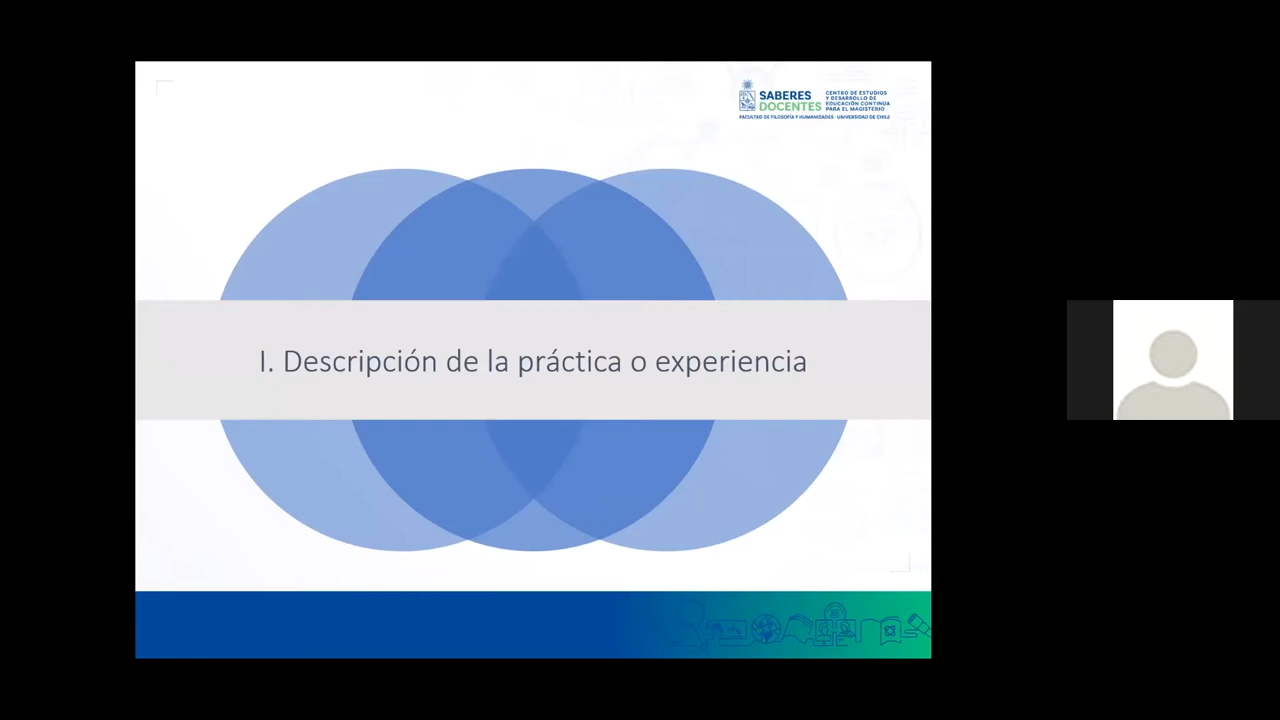 SABERES
DOCENTES
CENTRO DE ESTUDIOS
Y DESARROLLO DE
EDUCACIÓN CONTINUA
PARA EL MAGISTERIO
FACULTAD DE FILOSOFÍA Y HUMANIDADES · UNIVERSIDAD DE CHILE
I. Descripción de la práctica o experiencia